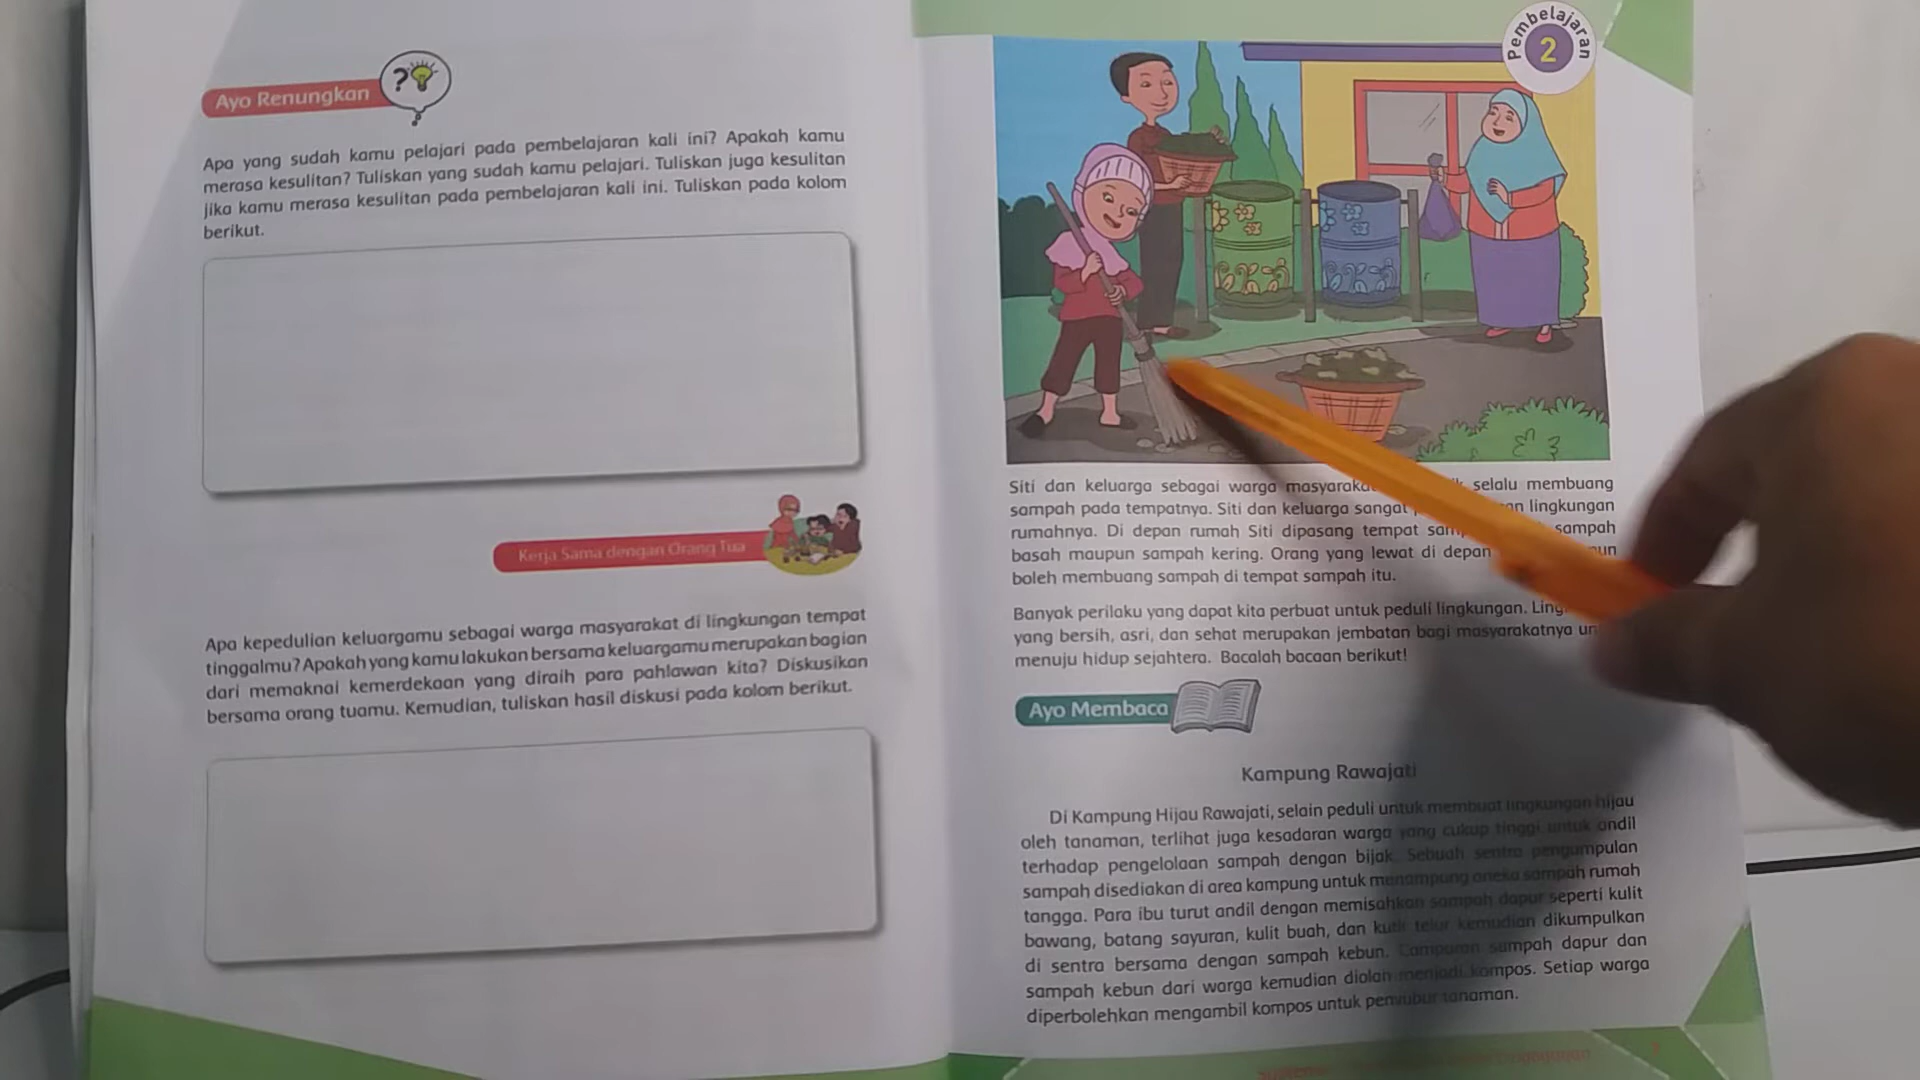 Ayo Renungkan
?
Apa yang sudah kamu pelajari pada pembelajaran kali ini? Apakah kamu
merasa kesulitan? Tuliskan yang sudah kamu pelajari. Tuliskan juga kesulitan
jika kamu merasa kesulitan pada pembelajaran kali ini. Tuliskan pada kolom
berikut.
Kerja Sama dengan Orang Tua
Apa kepedulian keluargamu sebagai warga masyarakat di lingkungan tempat
tinggalmu? Apakah yang kamu lakukan bersama keluargamu merupakan bagian
dari memaknai kemerdekaan yang diraih para pahlawan kita? Diskusikan
bersama orang tuamu. Kemudian, tuliskan hasil diskusi pada kolom berikut.
Pembelajaran
2
Siti dan keluarga sebagai warga selalu membuang
sampah pada tempatnya. Siti dan keluarga lingkungan
rumahnya. Di depan rumah Siti dipasang tempat sampah
basah maupun sampah kering. Orang yang lewat di depan
boleh membuang sampah di tempat sampah itu.
Banyak perilaku yang dapat kita perbuat untuk peduli lingkungan.
yang bersih, asri, dan sehat merupakan jembatan bagi masyarakatnya
menuju hidup sejahtera. Bacalah bacaan berikut!
Ayo Membaca
Kampung Rawajati
Di Kampung Hijau Rawajati, selain peduli untuk membuat lingkungan hijau
oleh tanaman, terlihat juga kesadaran warga yang cukup tinggi untuk andil
terhadap pengelolaan sampah dengan bijak. Sebuah sentra pengumpulan
sampah disediakan di area kampung untuk menampung aneka sampah rumah
tangga. Para ibu turut andil dengan memisahkan sampah dapur seperti kulit
bawang, batang sayuran, kulit buah, dan kulit telur kemudian dikumpulkan
di sentra bersama dengan sampah kebun. Campuran sampah dapur dan
sampah kebun dari warga kemudian diolah menjadi kompos. Setiap warga
diperbolehkan mengambil kompos untuk penyubur tanaman.